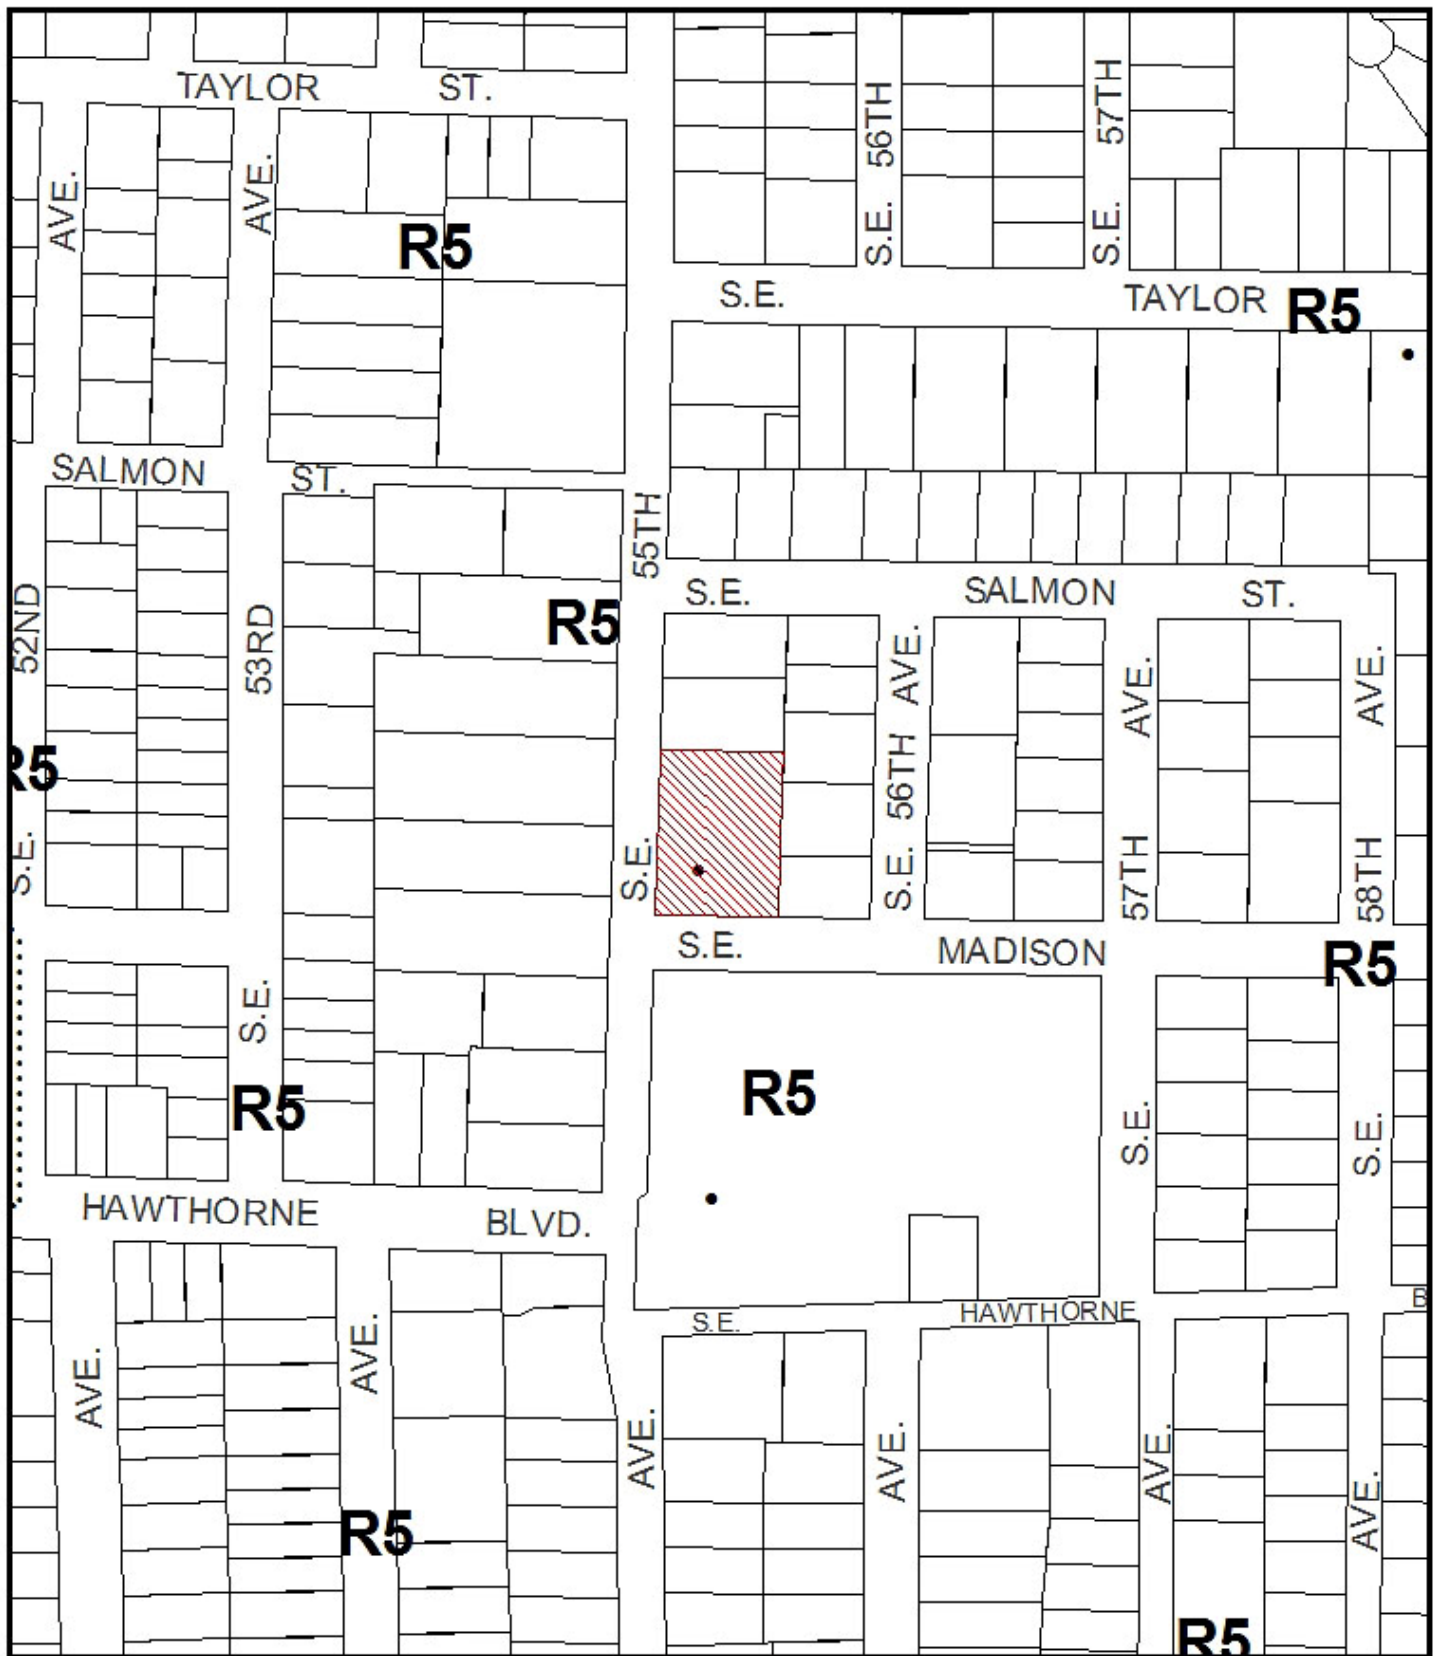 TAYLOR ST.
56TH
57TH
AVE.
AVE.
S.E.
S.E.
R5
S.E. TAYLOR R5
SALMON ST.
55TH
S.E. SALMON ST.
52ND
53RD
R5
AVE.
AVE.
AVE.
R5
56TH
S.E.
S.E.
S.E.
57TH
58TH
S.E. MADISON
R5
S.E.
R5
R5
S.E.
S.E.
HAWTHORNE BLVD.
S.E. HAWTHORNE B
AVE.
AVE.
AVE.
AVE.
AVE.
AVE.
R5
R5